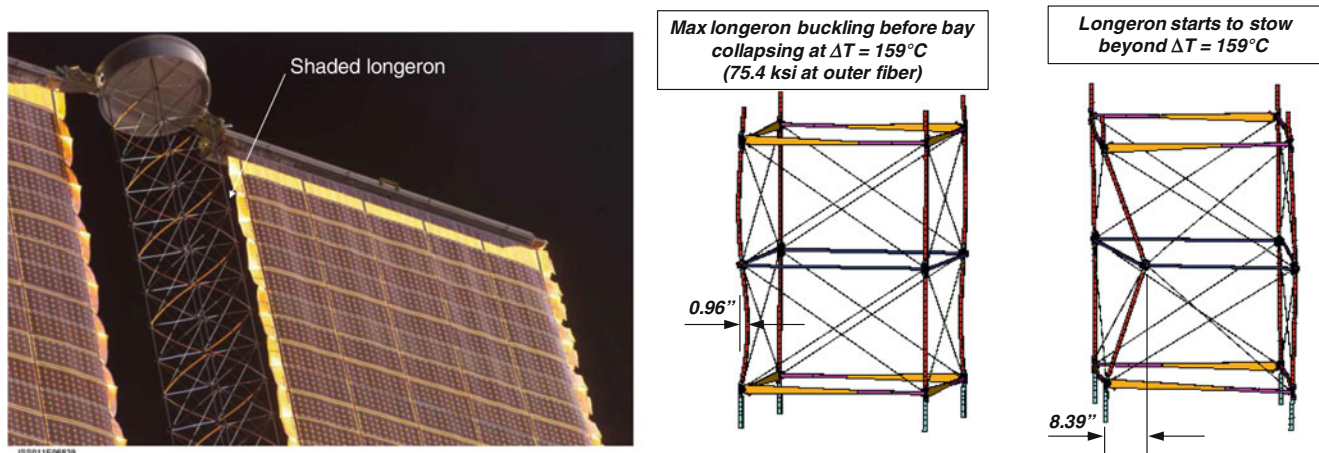 Shaded longeron
Max longeron buckling before bay
collapsing at ΔT = 159°C
(75.4 ksi at outer fiber)
0.96”
Longeron starts to stow
beyond ΔT = 159°C
8.39”